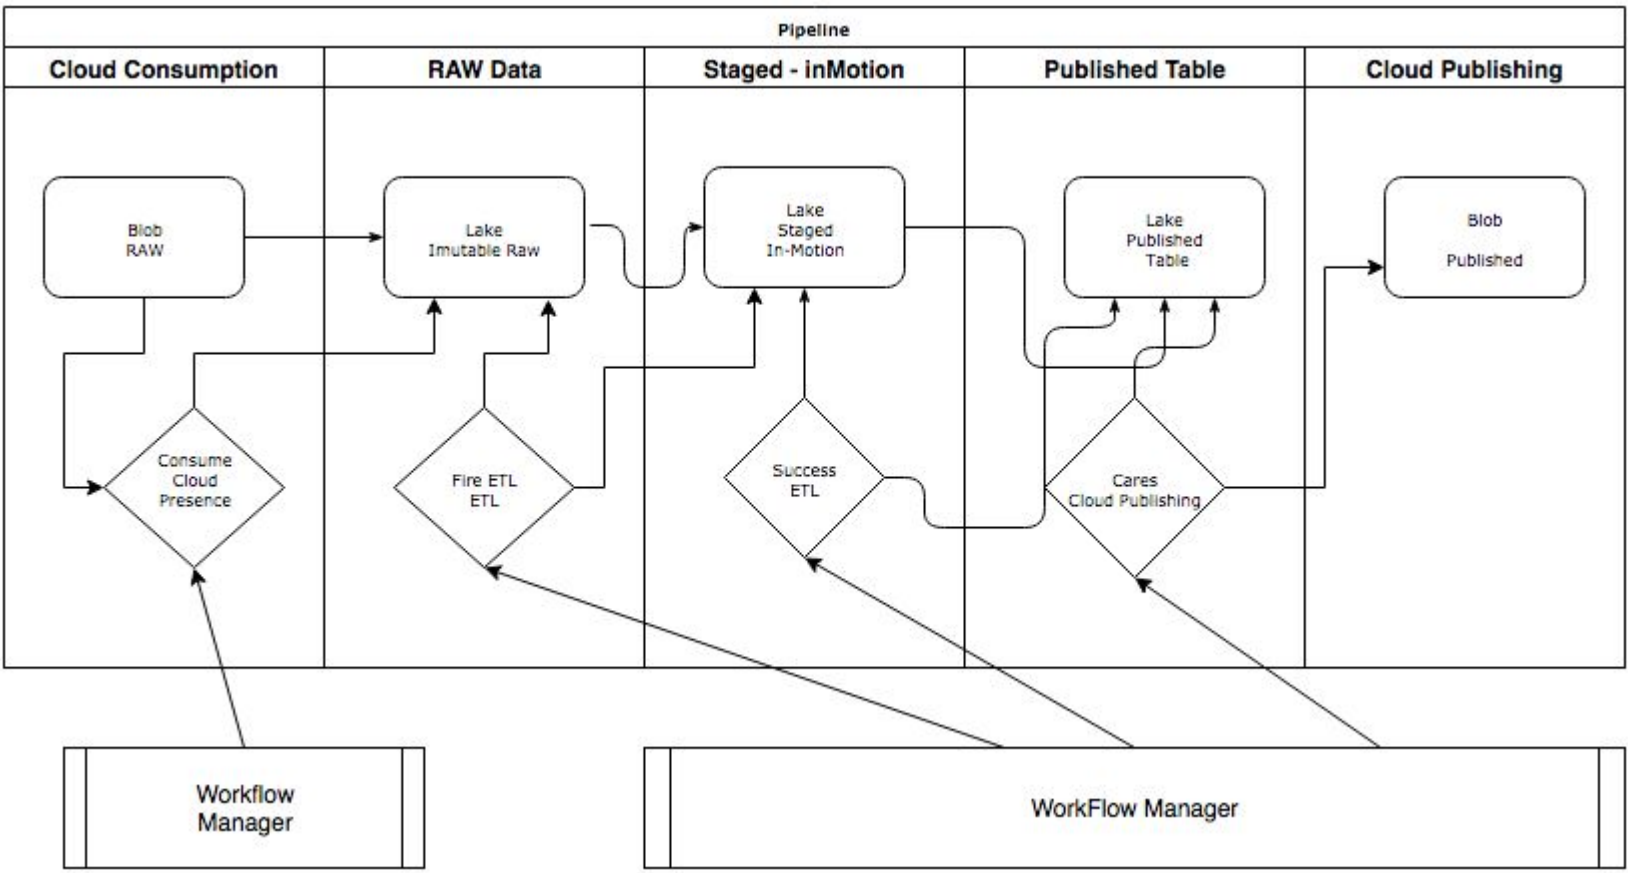 Pipeline
Cloud Consumption
RAW Data
Staged - inMotion
Published Table
Cloud Publishing
Blob
RAW
Lake
Imutable Raw
Lake
Staged
In-Motion
Lake
Published
Table
Blob
Published
Consume
Cloud
Presence
Fire ETL
ETL
Success
ETL
Cares
Cloud Publishing
Workflow
Manager
WorkFlow Manager